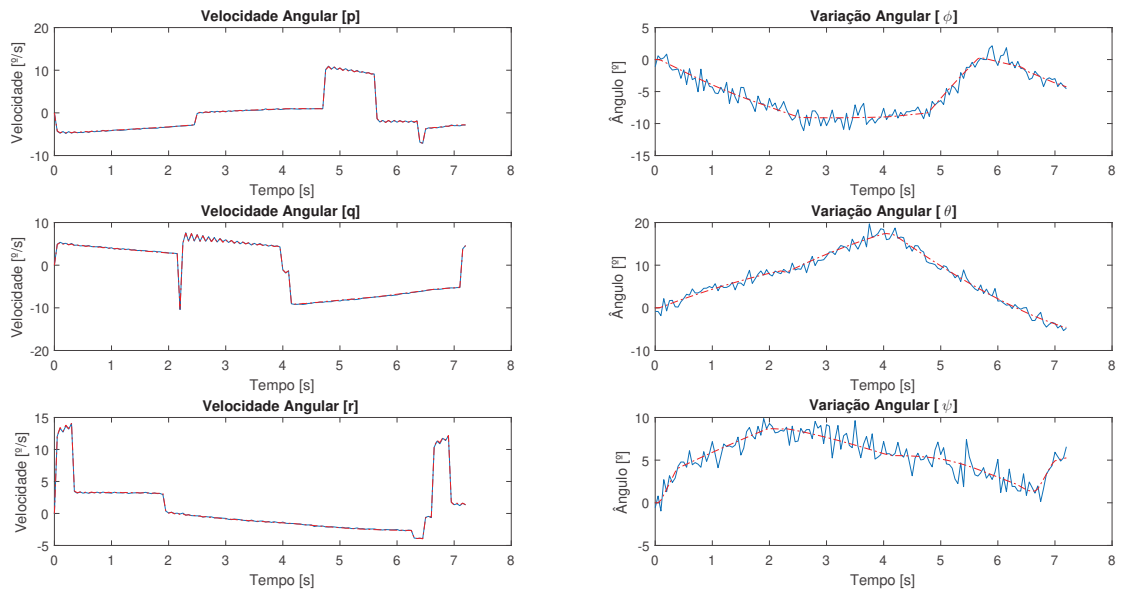 Velocidade Angular [p]
20
10
0
-10
Velocidade [º/s]
0 1 2 3 4 5 6 7 8
Tempo [s]
Variação Angular [ ϕ]
5
0
-5
-10
-15
Ângulo [º]
0 1 2 3 4 5 6 7 8
Tempo [s]
Velocidade Angular [q]
10
0
-10
-20
Velocidade [º/s]
0 1 2 3 4 5 6 7 8
Tempo [s]
Variação Angular [ θ]
20
10
0
-10
Ângulo [º]
0 1 2 3 4 5 6 7 8
Tempo [s]
Velocidade Angular [r]
15
10
5
0
-5
Velocidade [º/s]
0 1 2 3 4 5 6 7 8
Tempo [s]
Variação Angular [ ψ]
10
5
0
-5
Ângulo [º]
0 1 2 3 4 5 6 7 8
Tempo [s]